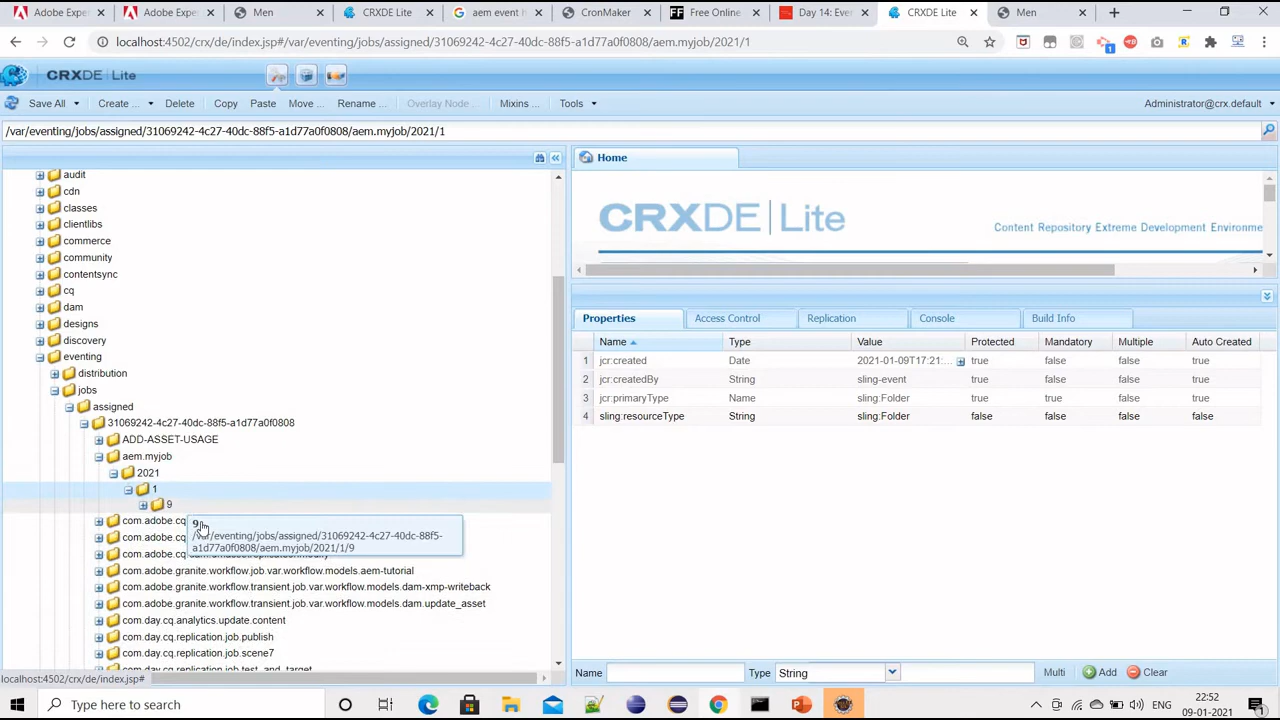 Adobe Expe
Adobe Expe
Men
CRXDE Lite
aem event h
CronMaker
Free Online
Day 14: Eve
CRXDE Lite
Men
localhost:4502/crx/de/index.jsp#/var/eventing/jobs/assigned/31069242-4c27-40dc-88f5-a1d77a0f0808/aem.myjob/2021/1
CRXDE | Lite
Save All
Create ...
Delete
Copy
Paste
Move ...
Rename ...
Overlay Node ...
Mixins ...
Tools
Administrator@crx.default
/var/eventing/jobs/assigned/31069242-4c27-40dc-88f5-a1d77a0f0808/aem.myjob/2021/1
audit
cdn
classes
clientlibs
commerce
community
contentsync
cq
dam
designs
discovery
eventing
distribution
jobs
assigned
31069242-4c27-40dc-88f5-a1d77a0f0808
ADD-ASSET-USAGE
aem.myjob
2021
1
9
9
/var/eventing/jobs/assigned/31069242-4c27-40dc-88f5-
a1d77a0f0808/aem.myjob/2021/1/9
com.adobe.cq
com.adobe.cq
com.adobe.cq
com.adobe.granite.workflow.job.var.workflow.models.aem-tutorial
com.adobe.granite.workflow.transient.job.var.workflow.models.dam-xmp-writeback
com.adobe.granite.workflow.transient.job.var.workflow.models.dam.update_asset
com.day.cq.analytics.update.content
com.day.cq.replication.job.publish
com.day.cq.replication.job.scene7
com.day.cq.replication.job.test_and_target
localhost:4502/crx/de/index.jsp#
Home
CRXDE | Lite
Content Repository Extreme Development Environme
Properties
Access Control
Replication
Console
Build Info
Name Type Value Protected Mandatory Multiple Auto Created
1 jcr:created Date 2021-01-09T17:21:... true false false true
2 jcr:createdBy String sling-event true false false true
3 jcr:primaryType Name sling:Folder true true false true
4 sling:resourceType String sling:Folder false false false false
Name
Type
String
Multi
Add
Clear
Type here to search
ENG
22:52
09-01-2021